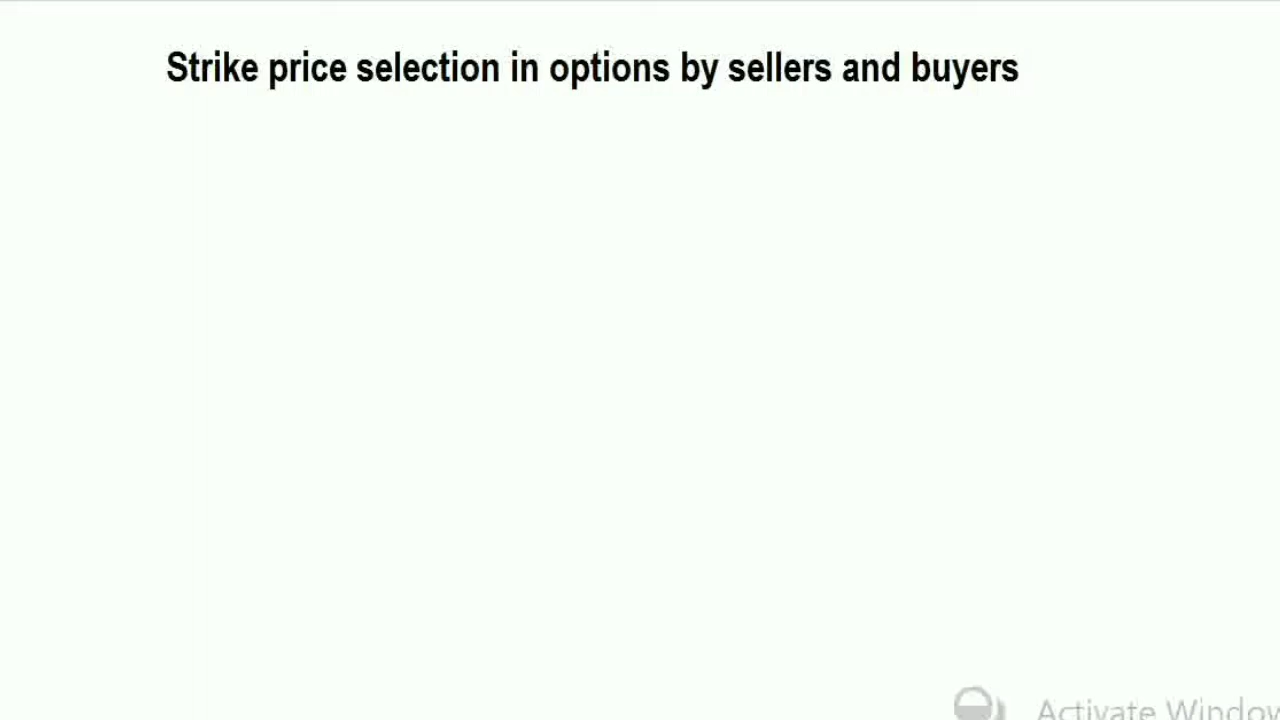 Strike price selection in options by sellers and buyers
Activate Window